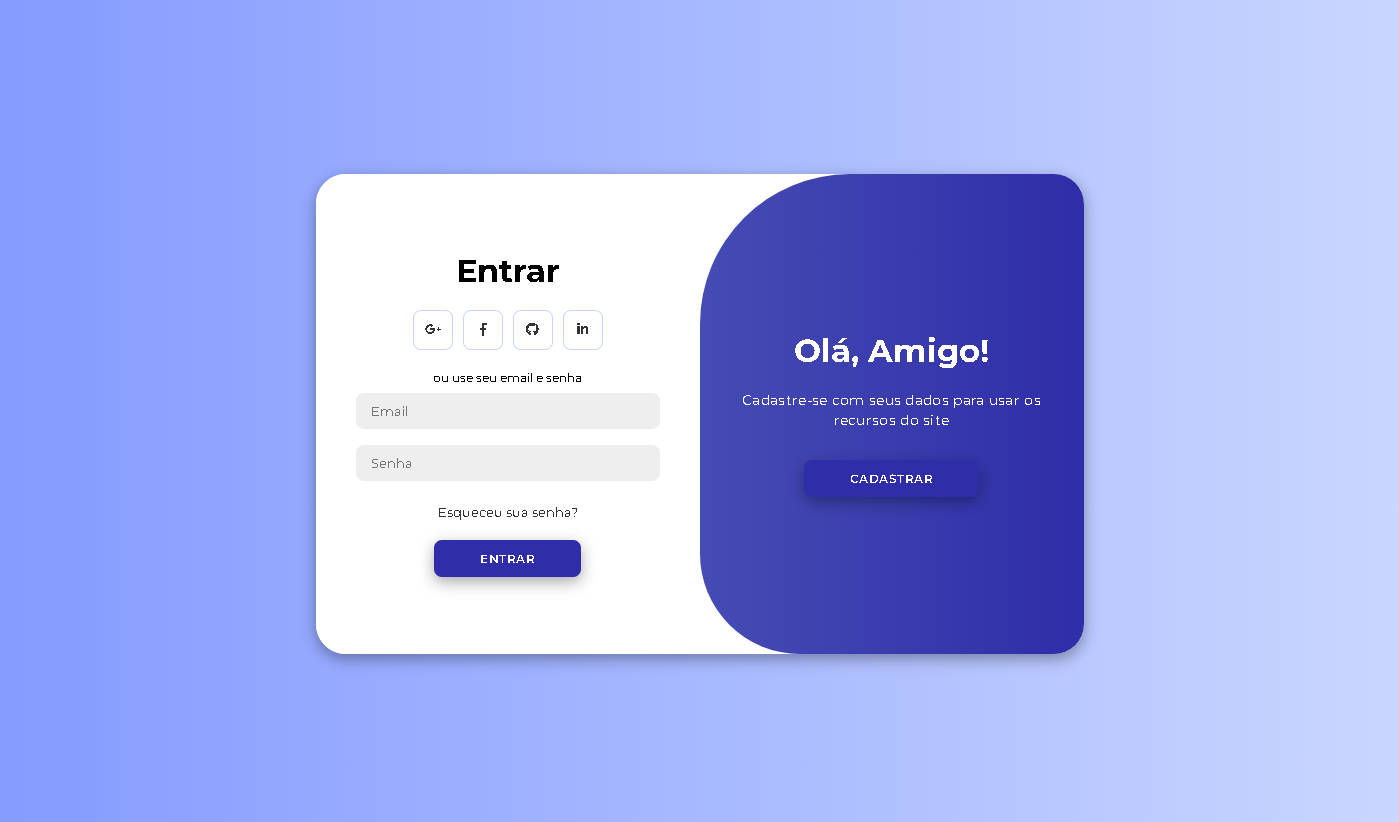 Entrar
G+ f in
ou use seu email e senha
Email
Senha
Esqueceu sua senha?
ENTRAR
Olá, Amigo!
Cadastre-se com seus dados para usar os
recursos do site
CADASTRAR